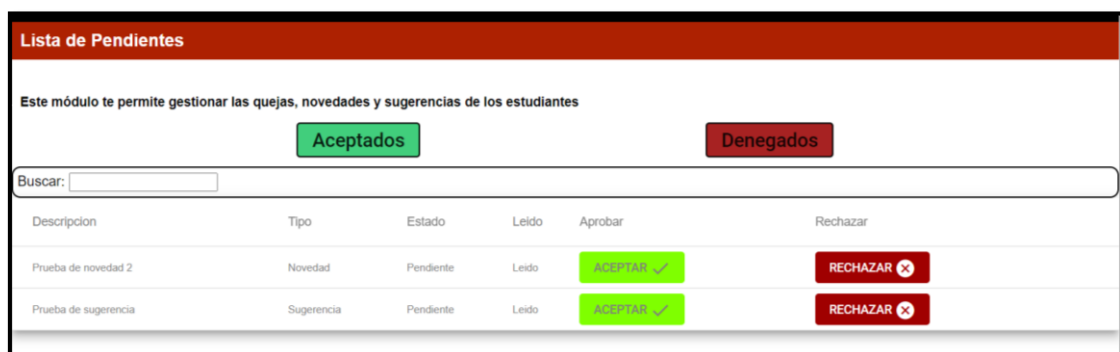 Lista de Pendientes
Este módulo te permite gestionar las quejas, novedades y sugerencias de los estudiantes
Aceptados Denegados
Buscar:
Descripcion Tipo Estado Leido Aprobar Rechazar
Prueba de novedad 2 Novedad Pendiente Leido ACEPTAR RECHAZAR
Prueba de sugerencia Sugerencia Pendiente Leido ACEPTAR RECHAZAR